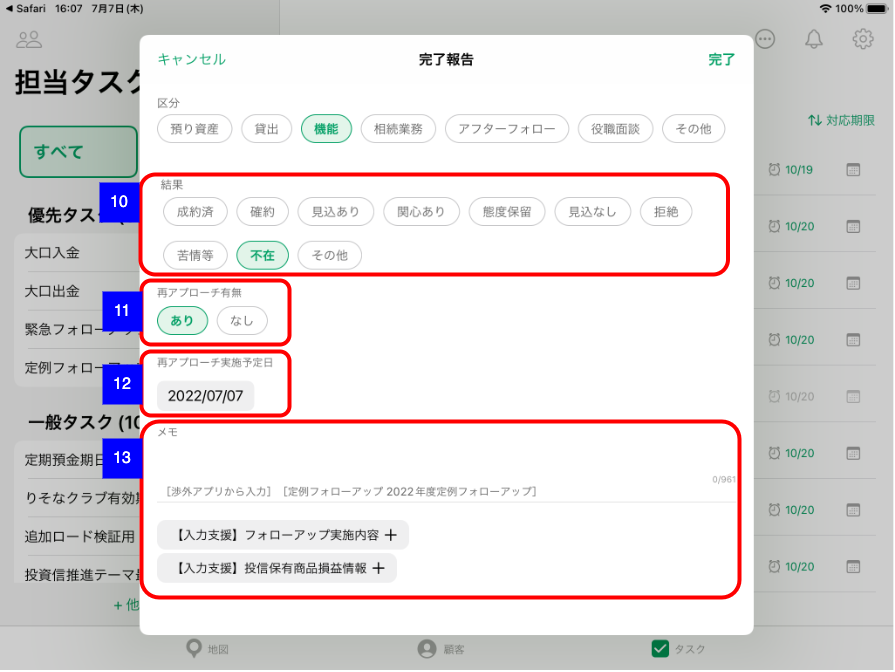 ◀ Safari 16:07 7月7日(木) 100%
担当タスク
すべて
対応期限
優先タス
大口入金
大口出金
緊急フォロー
定例フォロー
一般タスク (10
定期預金期日
りそなクラブ有効
追加ロード検証用
投資信推進テーマ
+ 他
キャンセル 完了報告 完了
区分
預り資産 貸出 機能 相続業務 アフターフォロー 役職面談 その他
10
結果
成約済 確約 見込あり 関心あり 態度保留 見込なし 拒絶
苦情等 不在 その他
11
再アプローチ有無
あり なし
12
再アプローチ実施予定日
2022/07/07
13
メモ
0/961
［渉外アプリから入力］［定例フォローアップ 2022年度定例フォローアップ］
【入力支援】フォローアップ実施内容 +
【入力支援】投信保有商品損益情報 +
10/19
10/20
10/20
10/20
10/20
10/20
10/20
10/20
地図 顧客 タスク